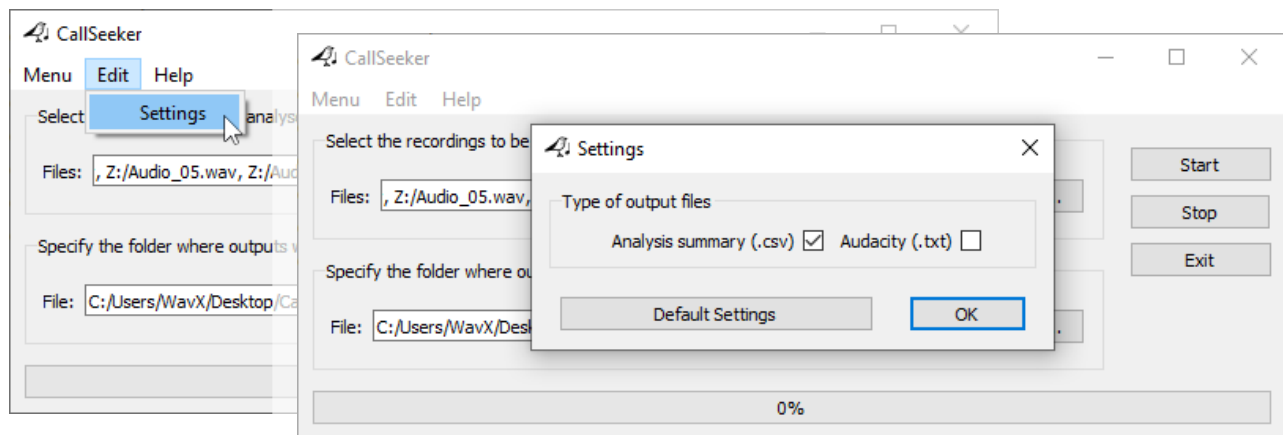 CallSeeker
Menu Edit Help
Settings
Select analys
Files: , Z:/Audio_05.wav, Z:/Aud
Specify the folder where outputs w
File: C:/Users/WavX/Desktop/Ca
CallSeeker
Menu Edit Help
Select the recordings to be
Files: , Z:/Audio_05.wav, .
Specify the folder where ou
File: C:/Users/WavX/Desk .
Start
Stop
Exit
0%
Settings
Type of output files
Analysis summary (.csv) Audacity (.txt)
Default Settings OK